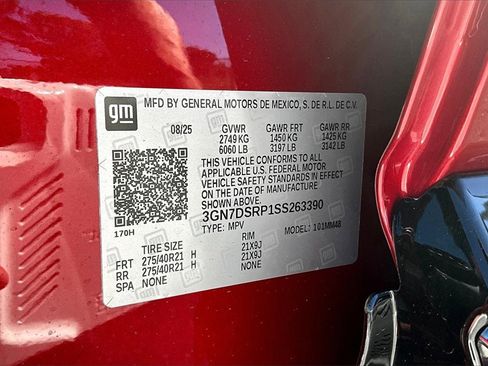 gm
MFD BY GENERAL MOTORS DE MEXICO, S. DE R.L. DE C.V.
08/25 GVWR GAWR FRT GAWR RR
2749 KG 1450 KG 1425 KG
6060 LB 3197 LB 3142 LB
THIS VEHICLE CONFORMS TO ALL
APPLICABLE U.S. FEDERAL MOTOR
VEHICLE SAFETY STANDARDS IN EFFECT
ON THE DATE OF MANUFACTURE
SHOWN ABOVE.
3GN7DSRP1SS263390
170H TYPE: MPV MODEL: 101MM48
TIRE SIZE RIM
FRT 275/40R21 H 21X9J
RR 275/40R21 H 21X9J
SPA NONE NONE